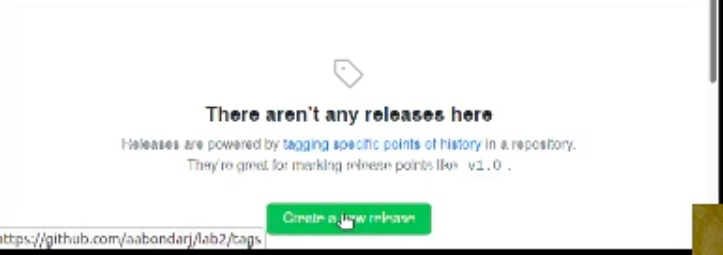 There aren't any releases here
Releases are powered by tagging specific points of history in a repository.
They're great for marking release points like v1.0 .
Create a new release
https://github.com/aabondarj/lab2/tags